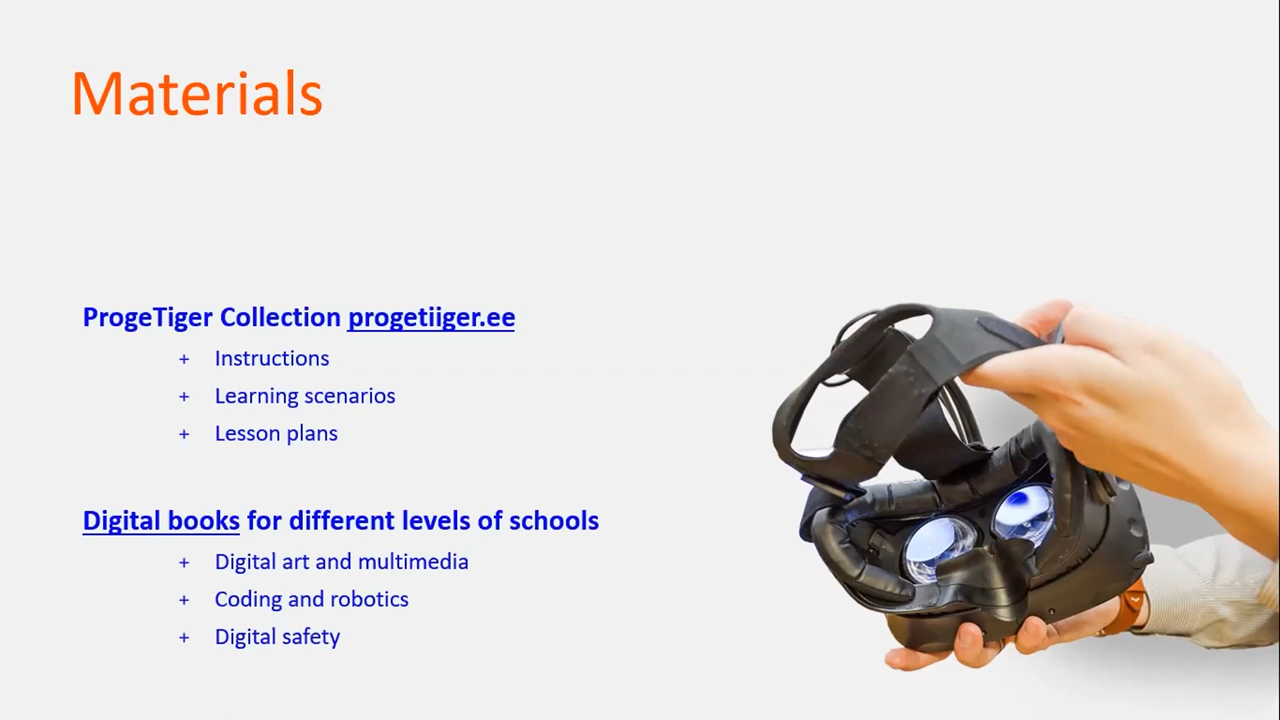 Materials
ProgeTiger Collection progetiiger.ee
+ Instructions
+ Learning scenarios
+ Lesson plans
Digital books for different levels of schools
+ Digital art and multimedia
+ Coding and robotics
+ Digital safety